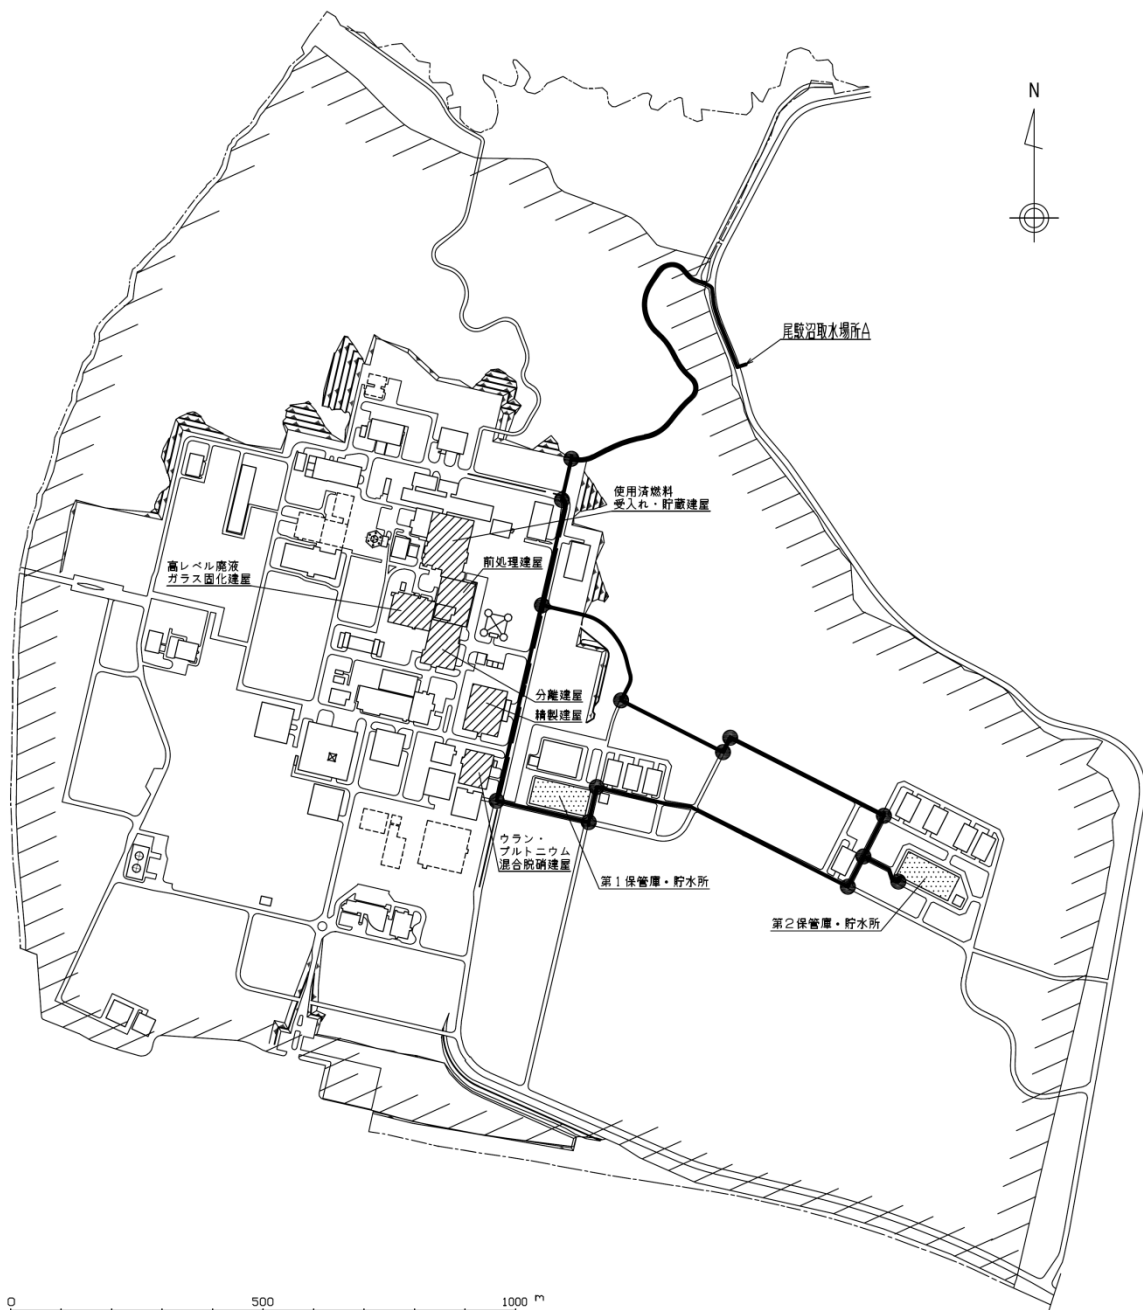 N
尾駮沼取水場所A
使用済燃料
受入れ・貯蔵建屋
前処理建屋
高レベル廃液
ガラス固化建屋
分離建屋
精製建屋
ウラン・
プルトニウム
混合脱硝建屋
第1保管庫・貯水所
第2保管庫・貯水所
0 500 1000 m